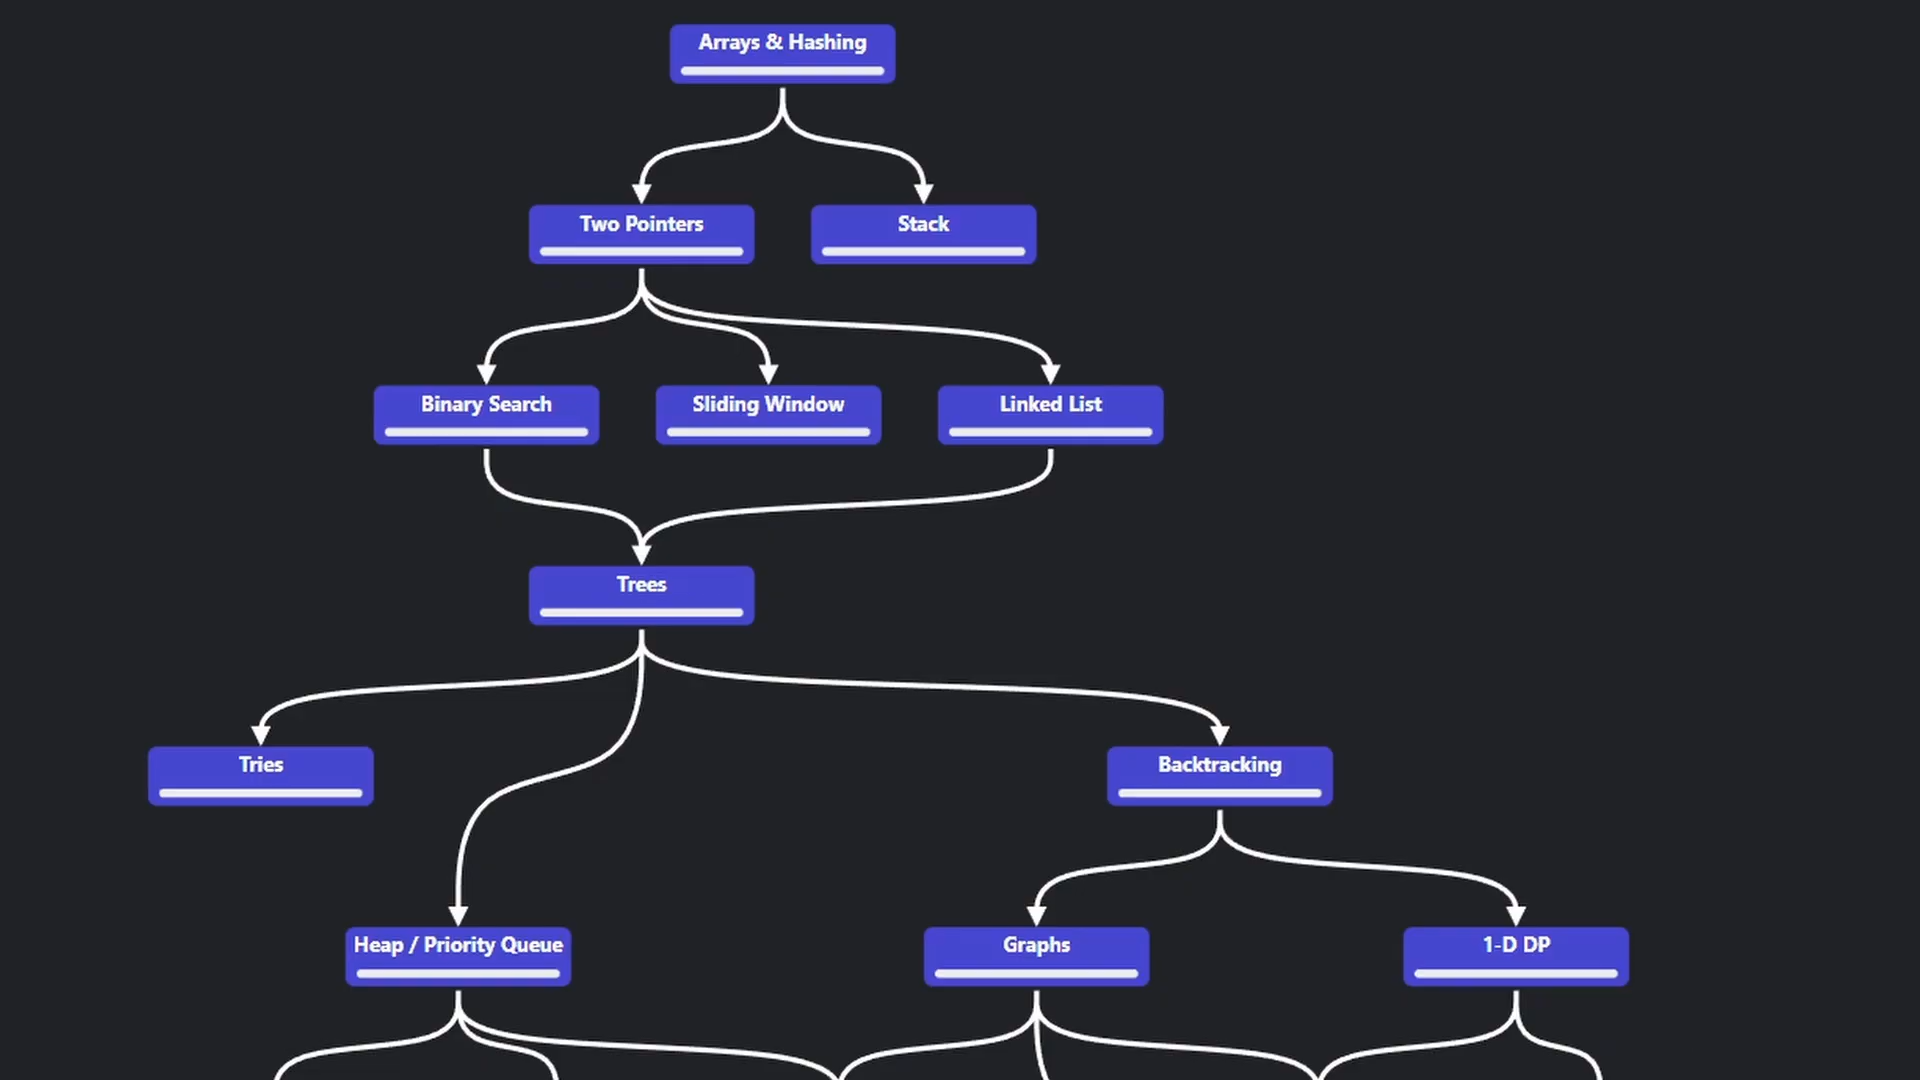 Arrays & Hashing
Two Pointers
Stack
Binary Search
Sliding Window
Linked List
Trees
Tries
Backtracking
Heap / Priority Queue
Graphs
1-D DP